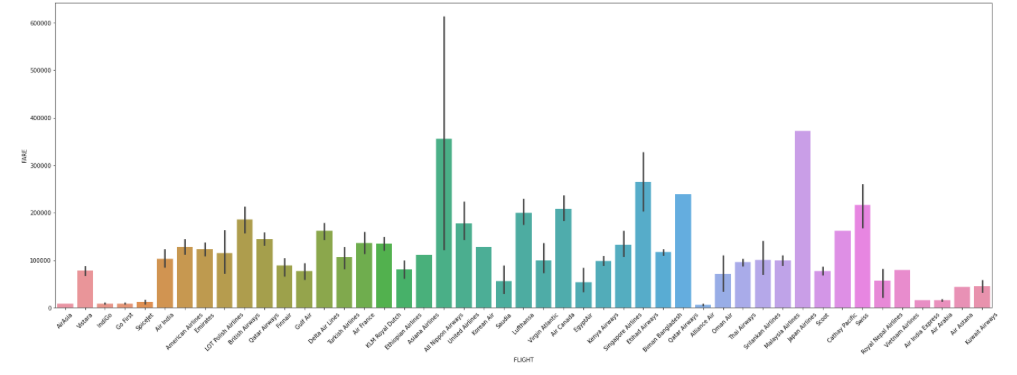 600000
500000
400000
300000
200000
100000
0
FARE
AirAsia
Vistara
IndiGo
Go First
SpiceJet
Air India
American Airlines
Emirates
LOT Polish Airlines
British Airways
Qatar Airways
Finnair
Gulf Air
Delta Air Lines
Turkish Airlines
Air France
KLM Royal Dutch
Ethiopian Airlines
Asiana Airlines
All Nippon Airways
United Airlines
Korean Air
Saudia
Lufthansa
Virgin Atlantic
Air Canada
EgyptAir
Kenya Airways
Singapore Airlines
Etihad Airways
Biman Bangladesh
Qatar Airways
Alliance Air
Oman Air
Thai Airways
Srilankan Airlines
Malaysia Airlines
Japan Airlines
Scoot
Cathay Pacific
Swiss
Royal Nepal Airlines
Vietnam Airlines
Air India Express
Air Arabia
Air Astana
Kuwait Airways
FLIGHT